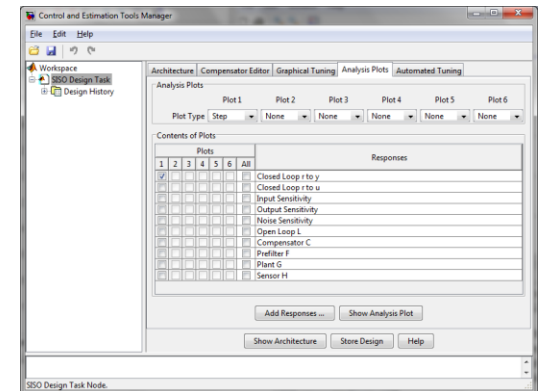 Control and Estimation Tools Manager
File Edit Help
Workspace
SISO Design Task
Design History
Architecture Compensator Editor Graphical Tuning Analysis Plots Automated Tuning
Analysis Plots
Plot 1 Plot 2 Plot 3 Plot 4 Plot 5 Plot 6
Plot Type Step None None None None None
Contents of Plots
Plots Responses
1 2 3 4 5 6 All
Closed Loop r to y
Closed Loop r to u
Input Sensitivity
Output Sensitivity
Noise Sensitivity
Open Loop L
Compensator C
Prefilter F
Plant G
Sensor H
Add Responses ... Show Analysis Plot
Show Architecture Store Design Help
SISO Design Task Node.